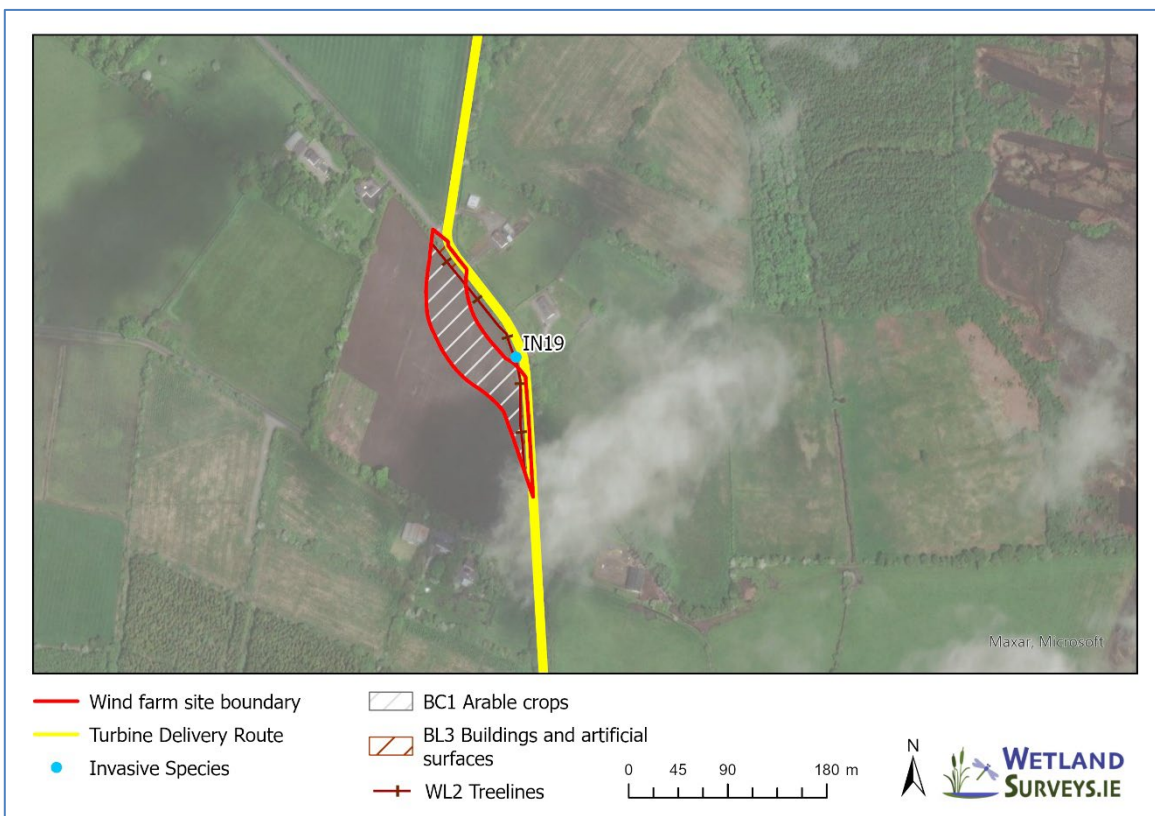 IN19
Maxar, Microsoft
Wind farm site boundary
Turbine Delivery Route
Invasive Species
BC1 Arable crops
BL3 Buildings and artificial
surfaces
WL2 Treelines
0 45 90 180 m
N
WETLAND
SURVEYS.IE